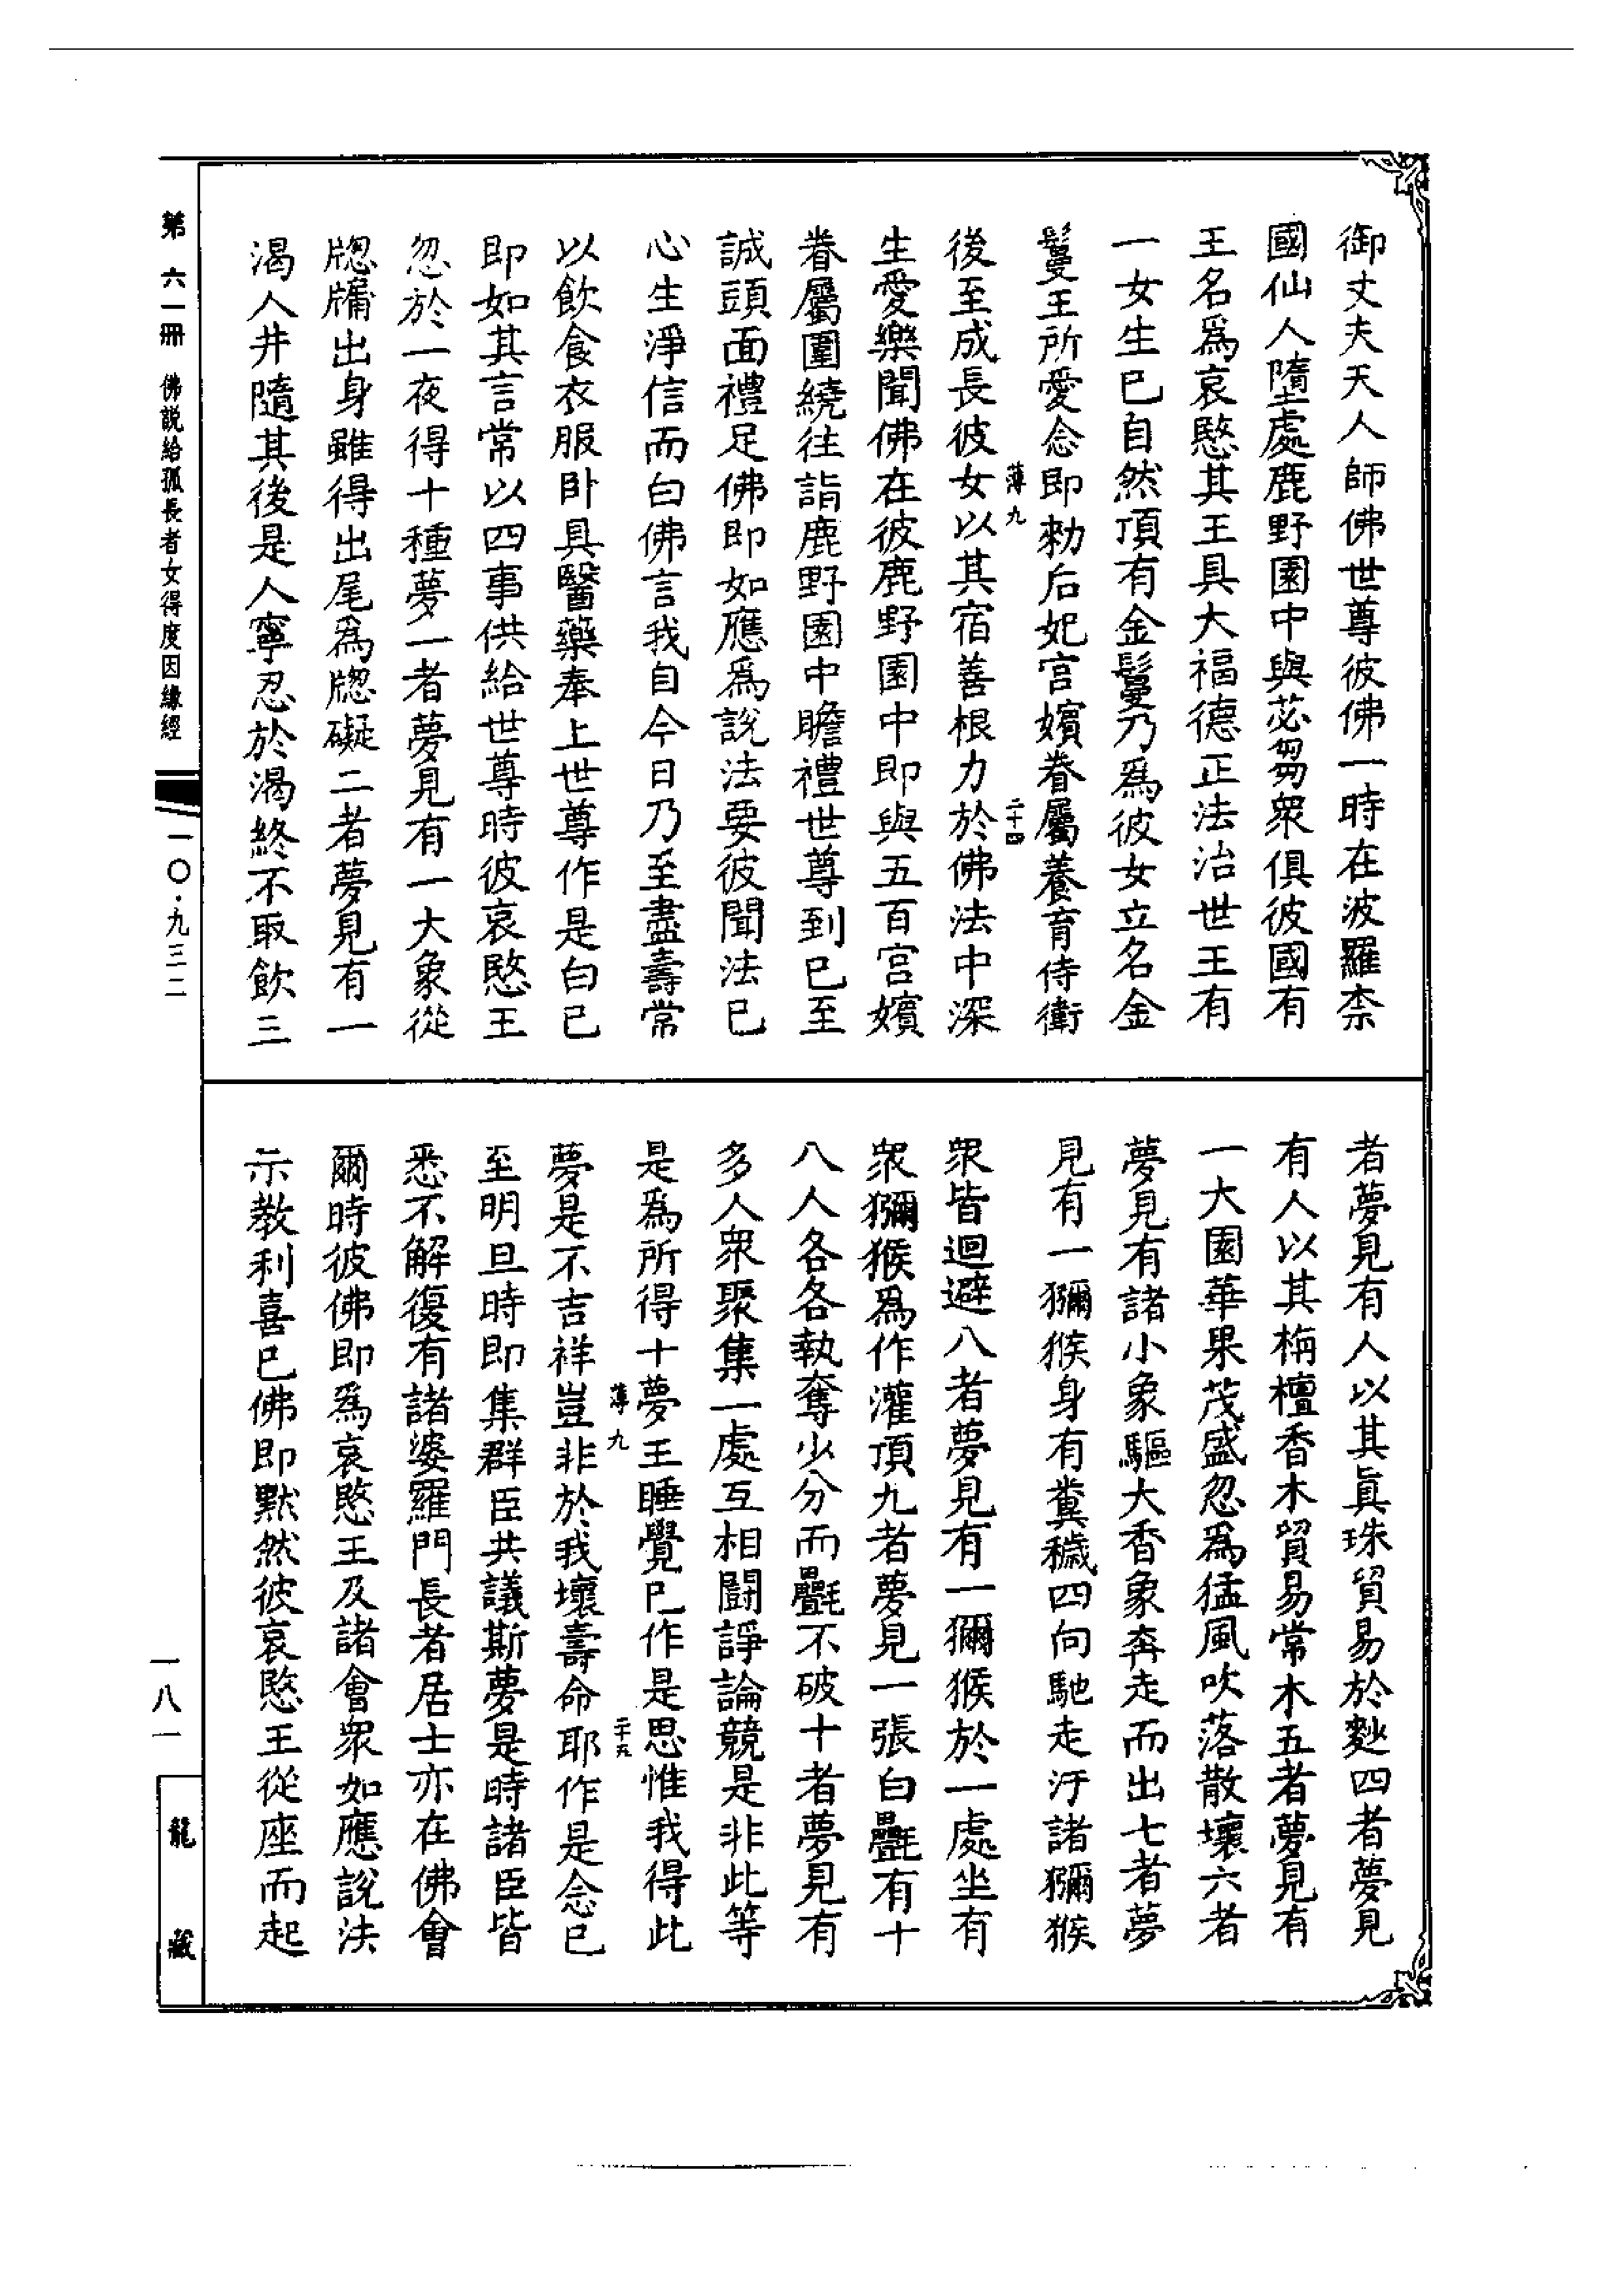 御丈夫天人師佛世尊彼佛一時在波羅柰
國仙人墮處鹿野園中與苾芻衆俱彼國有
王名爲哀愍其王具大福德正法治世王有
一女生已自然頂有金鬘乃爲彼女立名金
鬘王所愛念即勑后妃宮嬪眷屬養育侍衛
薄九
二十四
後至成長彼女以其宿善根力於佛法中深
生愛樂聞佛在彼鹿野園中即與五百宮嬪
眷屬圍繞往詣鹿野園中瞻禮世尊到已至
誠頭面禮足佛即如應爲說法要彼聞法已
心生淨信而白佛言我自今日乃至盡壽常
以飲食衣服卧具醫藥奉上世尊作是白已
即如其言常以四事供給世尊時彼哀愍王
忽於一夜得十種夢一者夢見有一大象從
牎牖出身雖得出尾爲牎礙二者夢見有一
渴人井隨其後是人寧忍於渴終不取飲三
者夢見有人以其眞珠貿易於麨四者夢見
有人以其栴檀香木貿易常木五者夢見有
一大園華果茂盛忽爲猛風吹落散壞六者
夢見有諸小象驅大香象奔走而出七者夢
見有一獼猴身有糞穢四向馳走汙諸獼猴
衆皆迴避八者夢見有一獼猴於一處坐有
衆獼猴爲作灌頂九者夢見一張白氎有十
八人各各執奪少分而氎不破十者夢見有
多人衆聚集一處互相鬬諍論競是非此等
是爲所得十夢王睡覺已作是思惟我得此
薄九
二十五
夢是不吉祥豈非於我壞壽命耶作是念已
至明旦時即集群臣共議斯夢是時諸臣皆
悉不解復有諸婆羅門長者居士亦在佛會
爾時彼佛即爲哀愍王及諸會衆如應說法
示教利喜已佛即默然彼哀愍王從座而起
第六一冊 佛説給孤長者女得度因緣經
一〇·九三二
一八一
龍藏